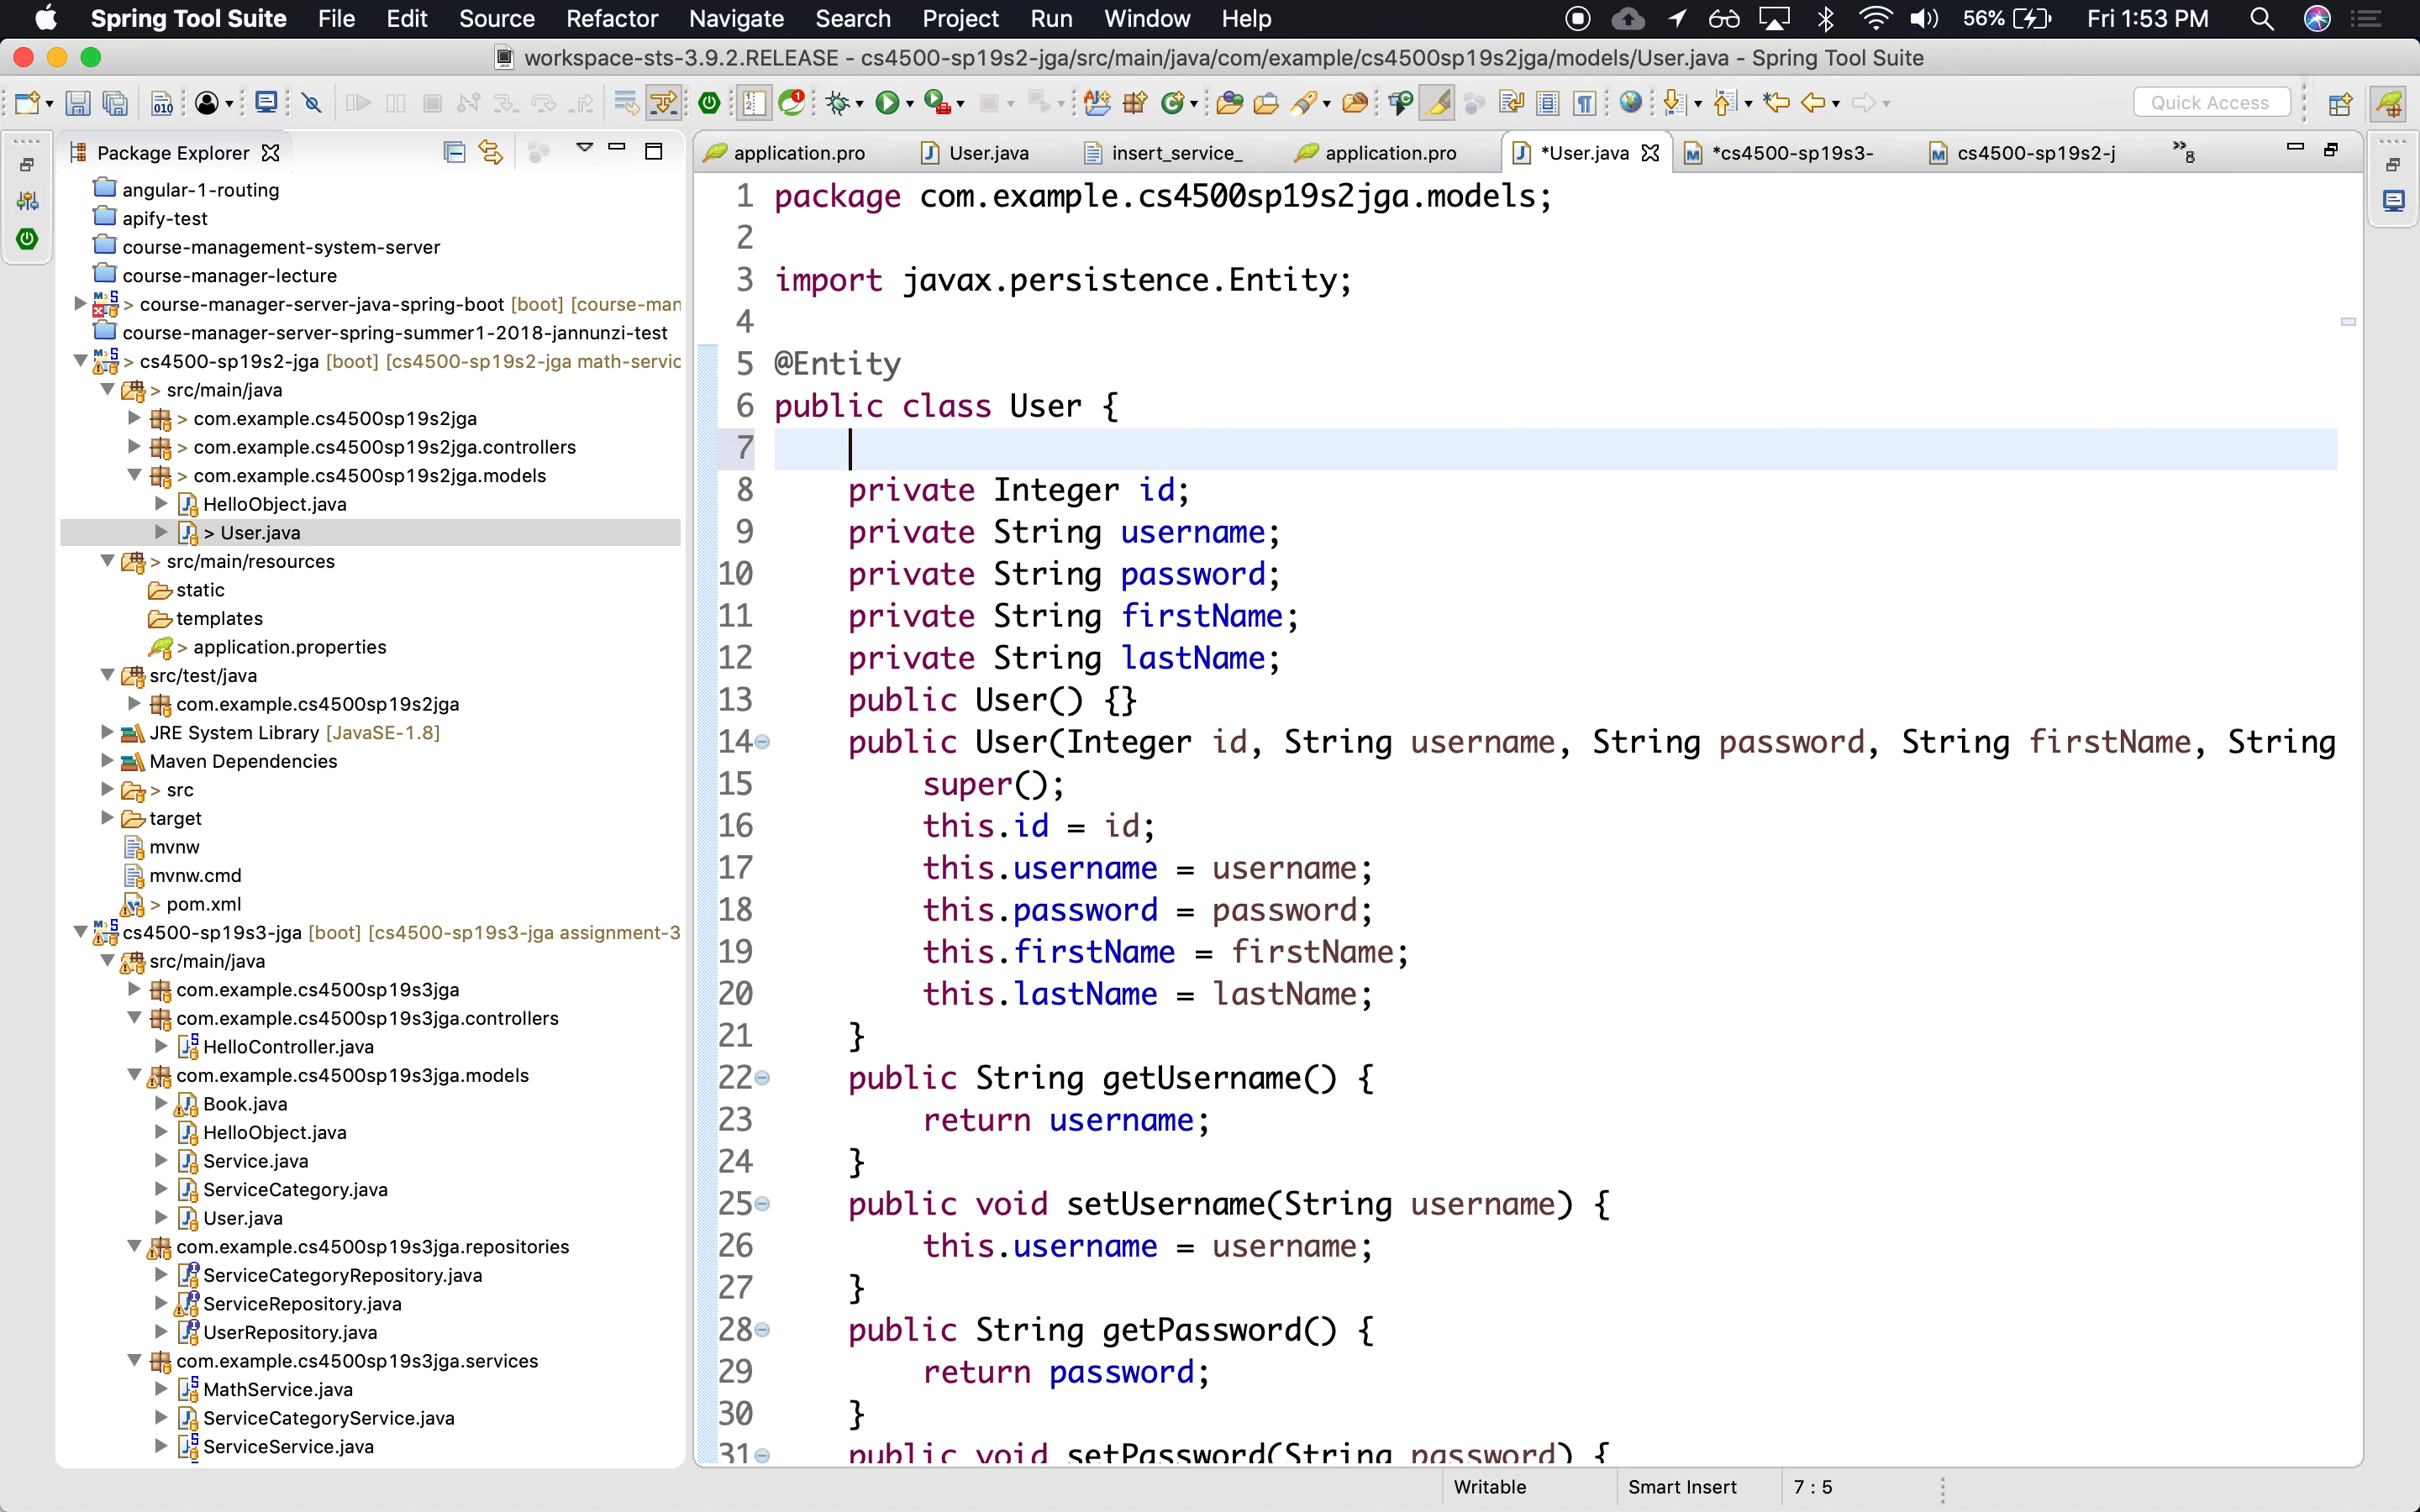 Spring Tool Suite File Edit Source Refactor Navigate Search Project Run Window Help 56% Fri 1:53 PM
workspace-sts-3.9.2.RELEASE - cs4500-sp19s2-jga/src/main/java/com/example/cs4500sp19s2jga/models/User.java - Spring Tool Suite
Quick Access
Package Explorer
angular-1-routing
apify-test
course-management-system-server
course-manager-lecture
> course-manager-server-java-spring-boot [boot] [course-man
course-manager-server-spring-summer1-2018-jannunzi-test
> cs4500-sp19s2-jga [boot] [cs4500-sp19s2-jga math-servic
> src/main/java
> com.example.cs4500sp19s2jga
> com.example.cs4500sp19s2jga.controllers
> com.example.cs4500sp19s2jga.models
HelloObject.java
> User.java
> src/main/resources
static
templates
> application.properties
src/test/java
com.example.cs4500sp19s2jga
JRE System Library [JavaSE-1.8]
Maven Dependencies
> src
target
mvnw
mvnw.cmd
> pom.xml
cs4500-sp19s3-jga [boot] [cs4500-sp19s3-jga assignment-3
src/main/java
com.example.cs4500sp19s3jga
com.example.cs4500sp19s3jga.controllers
HelloController.java
com.example.cs4500sp19s3jga.models
Book.java
HelloObject.java
Service.java
ServiceCategory.java
User.java
com.example.cs4500sp19s3jga.repositories
ServiceCategoryRepository.java
ServiceRepository.java
UserRepository.java
com.example.cs4500sp19s3jga.services
MathService.java
ServiceCategoryService.java
ServiceService.java
application.pro User.java insert_service_ application.pro *User.java *cs4500-sp19s3- cs4500-sp19s2-j »8
1 package com.example.cs4500sp19s2jga.models;
2
3 import javax.persistence.Entity;
4
5 @Entity
6 public class User {
7
8 private Integer id;
9 private String username;
10 private String password;
11 private String firstName;
12 private String lastName;
13 public User() {}
14 public User(Integer id, String username, String password, String firstName, String
15 super();
16 this.id = id;
17 this.username = username;
18 this.password = password;
19 this.firstName = firstName;
20 this.lastName = lastName;
21 }
22 public String getUsername() {
23 return username;
24 }
25 public void setUsername(String username) {
26 this.username = username;
27 }
28 public String getPassword() {
29 return password;
30 }
31 public void setPassword(String password) {
Writable Smart Insert 7 : 5